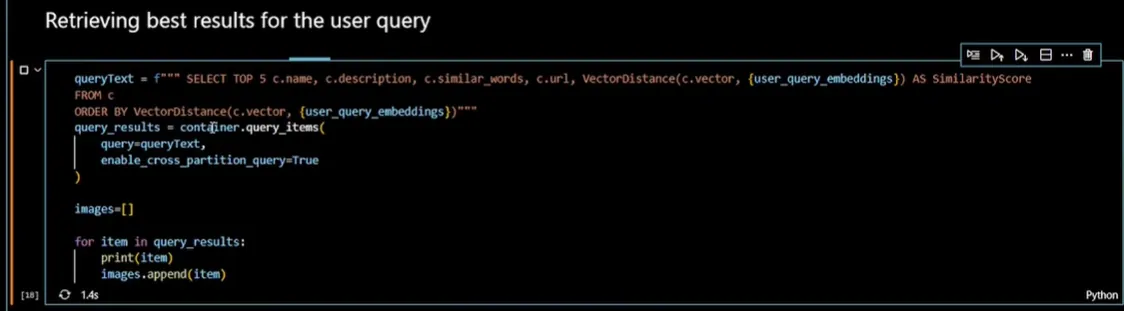 Retrieving best results for the user query
queryText = f""" SELECT TOP 5 c.name, c.description, c.similar_words, c.url, VectorDistance(c.vector, {user_query_embeddings}) AS SimilarityScore
FROM c
ORDER BY VectorDistance(c.vector, {user_query_embeddings})"""
query_results = container.query_items(
    query=queryText,
    enable_cross_partition_query=True
)
images=[]
for item in query_results:
    print(item)
    images.append(item)
[18] 1.4s Python